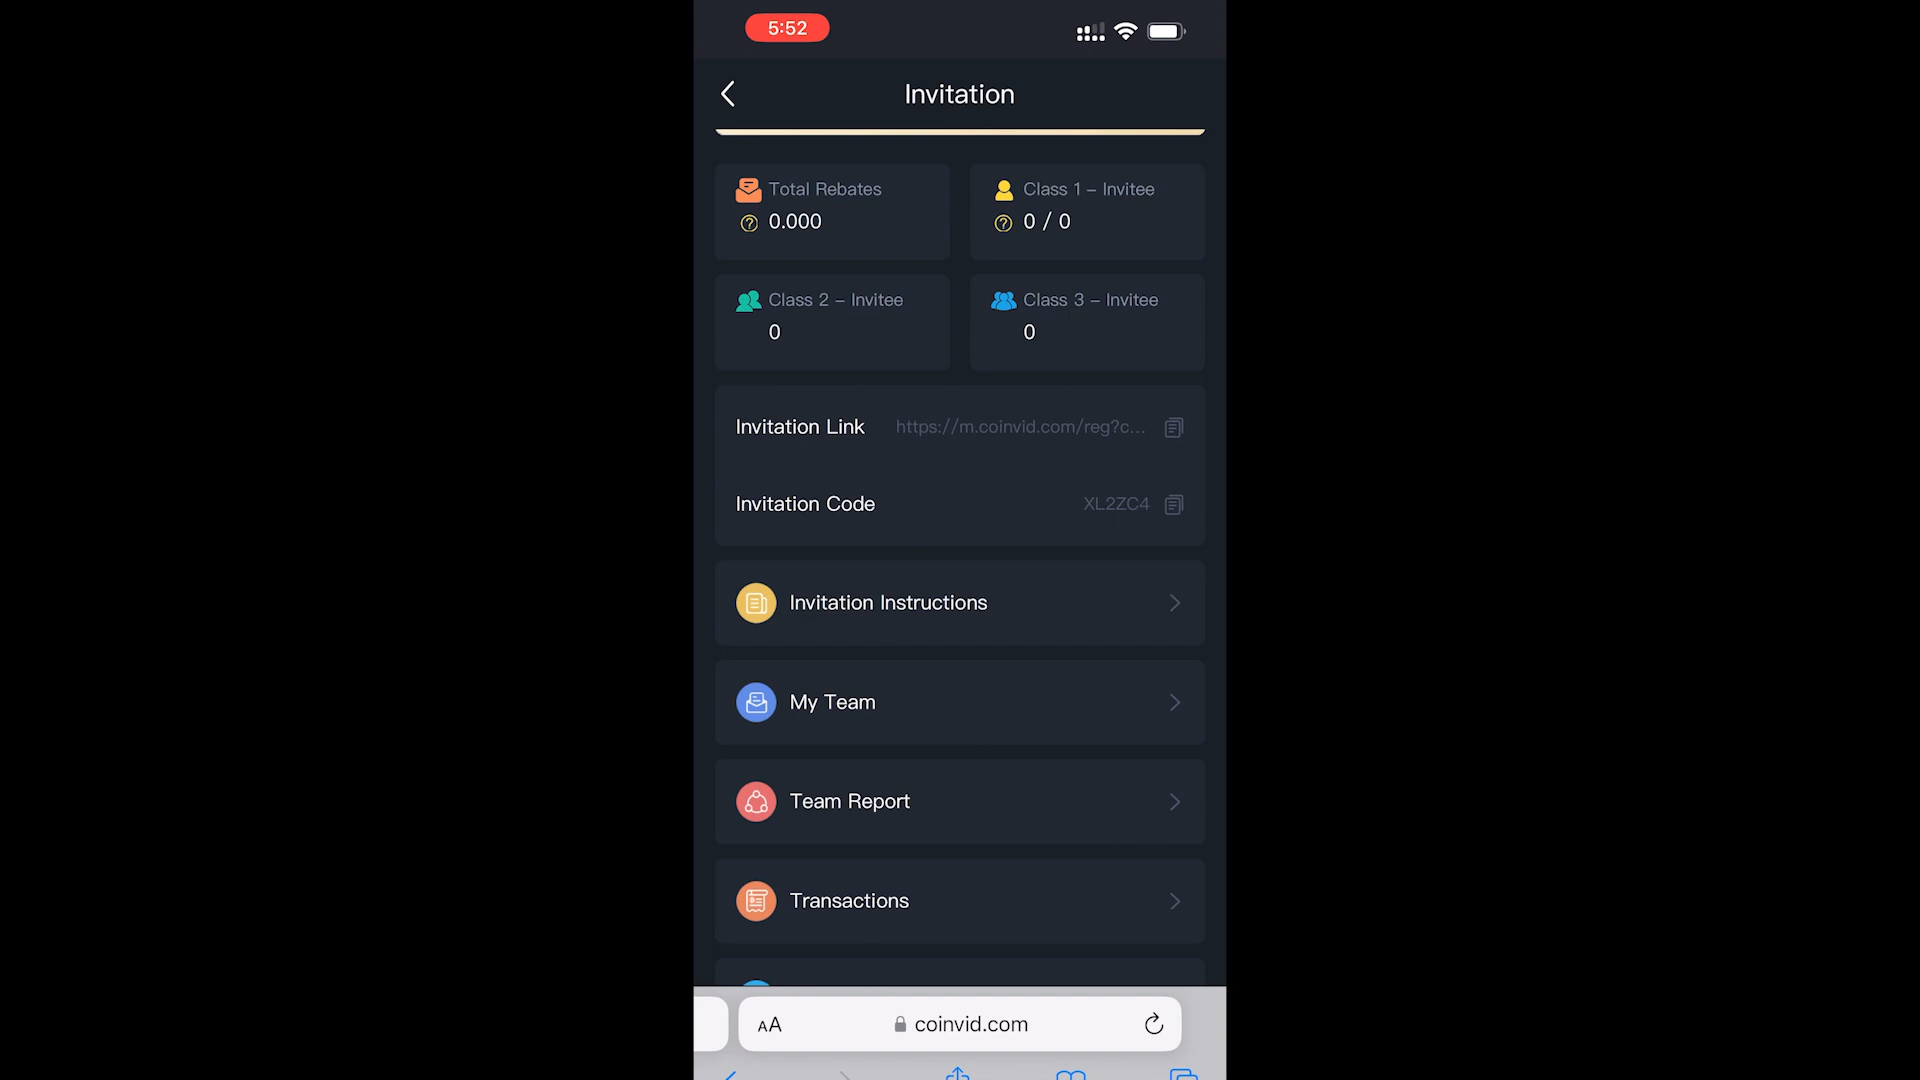 5:52
Invitation
Total Rebates
0.000
Class 1 – Invitee
0 / 0
Class 2 – Invitee
0
Class 3 – Invitee
0
Invitation Link https://m.coinvid.com/reg?c...
Invitation Code XL2ZC4
Invitation Instructions
My Team
Team Report
Transactions
AA coinvid.com